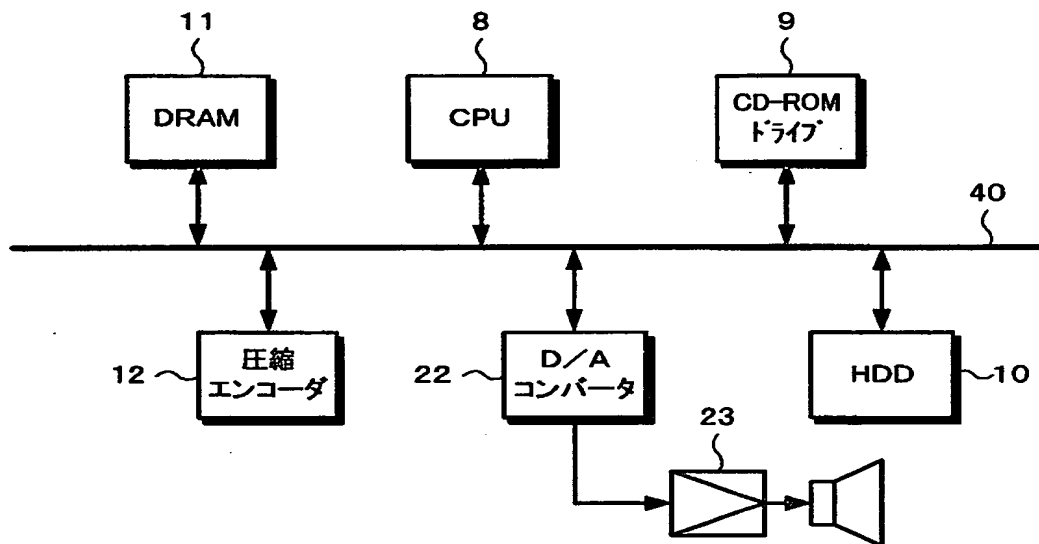 11
8
9
DRAM
CPU
CD-ROM
ドライブ
40
12
圧縮
エンコーダ
22
D/A
コンバータ
HDD
10
23